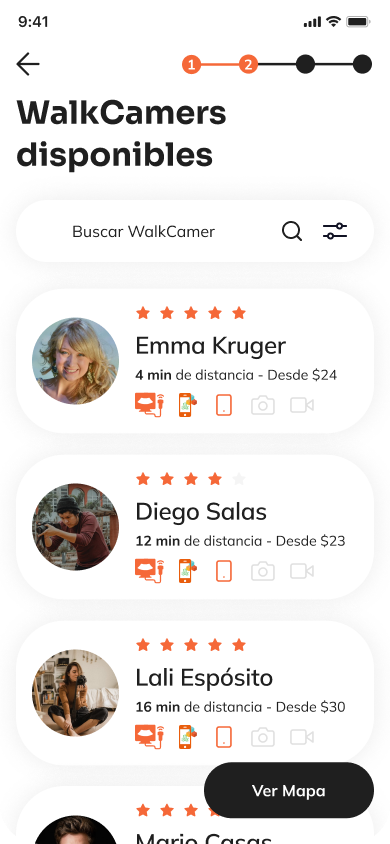 9:41
1 2
WalkCamers
disponibles
Buscar WalkCamer
Emma Kruger
4 min de distancia - Desde $24
Diego Salas
12 min de distancia - Desde $23
Lali Espósito
16 min de distancia - Desde $30
Ver Mapa
Mario Casas